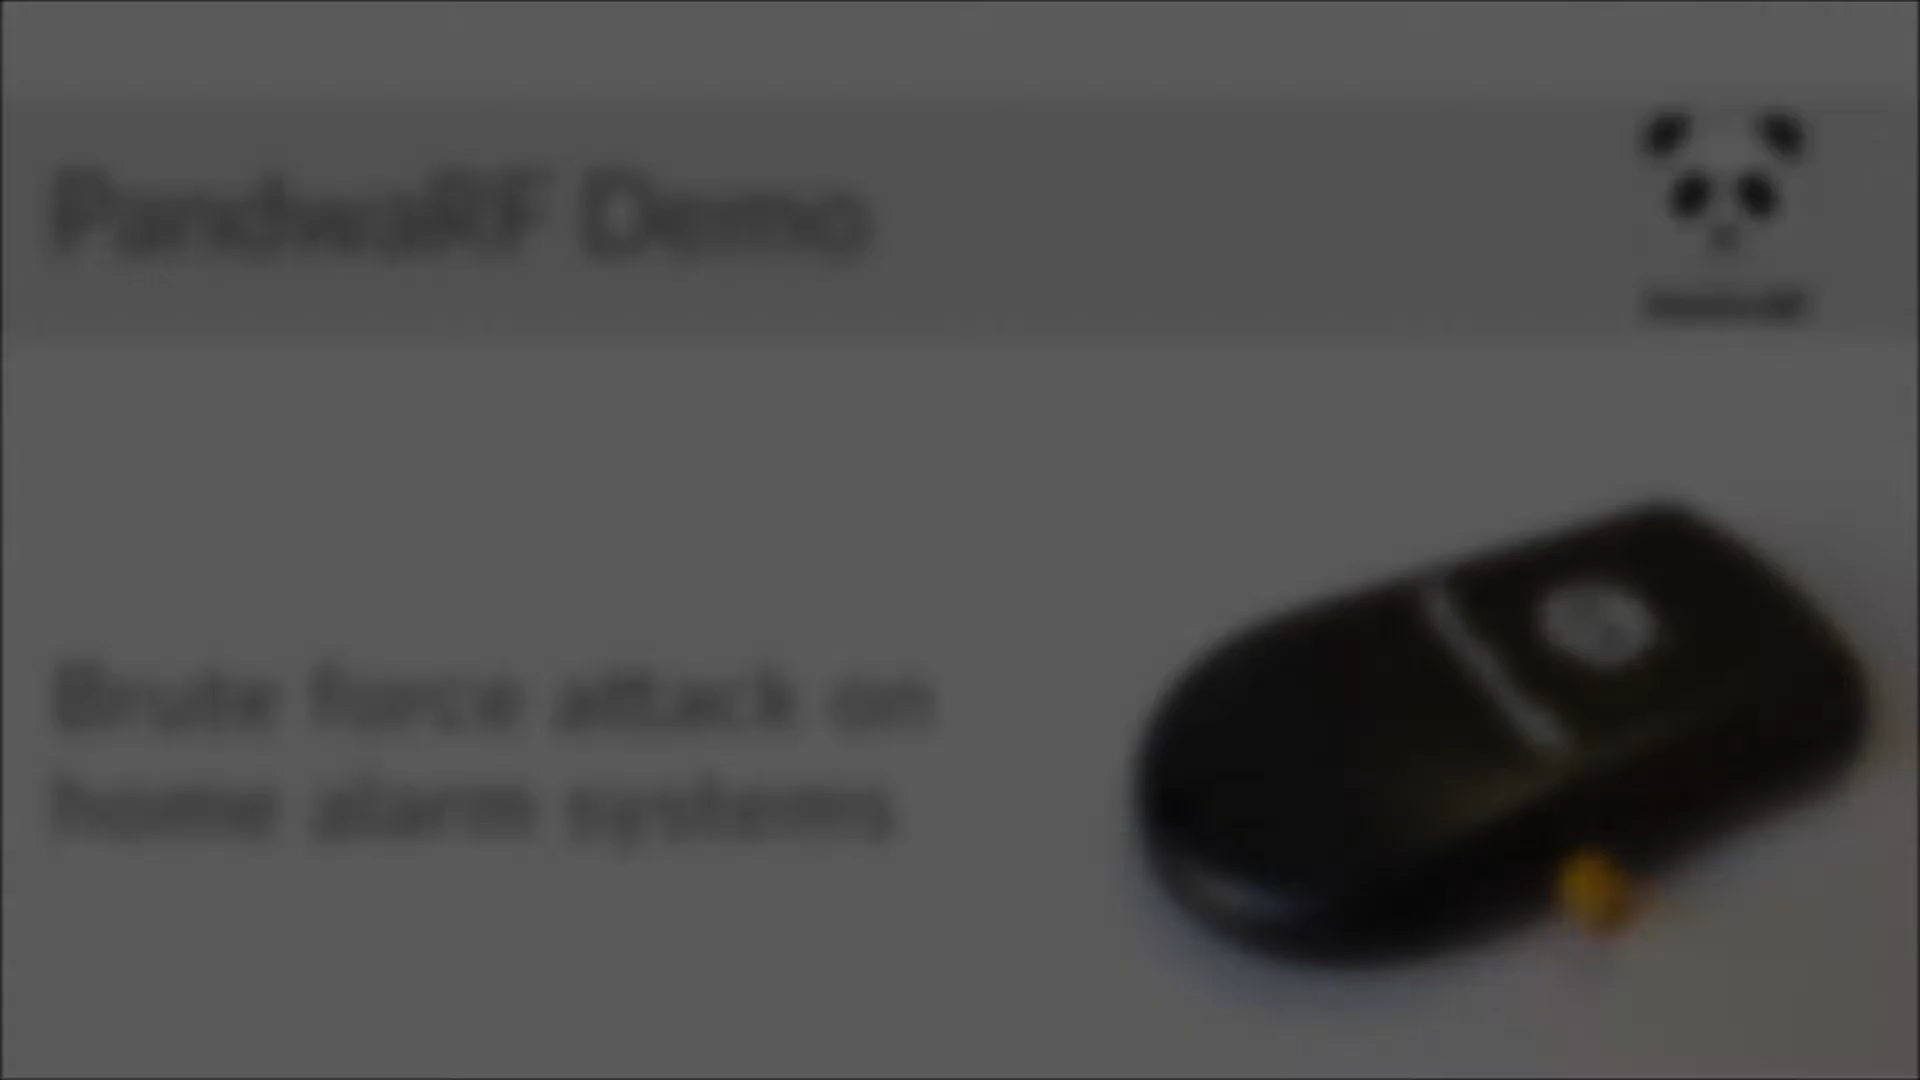 PandwaRF Demo
Brute force attack on
home alarm systems